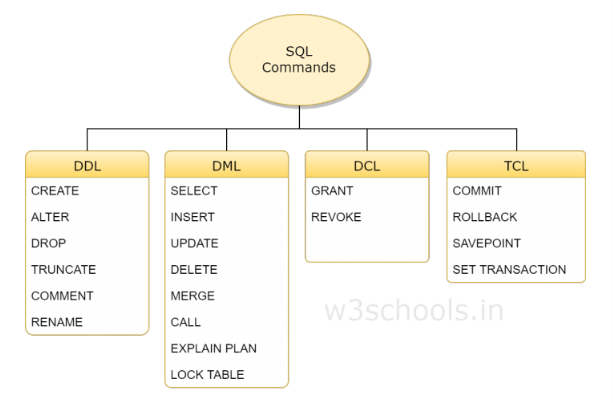 SQL
Commands
DDL
CREATE
ALTER
DROP
TRUNCATE
COMMENT
RENAME
DML
SELECT
INSERT
UPDATE
DELETE
MERGE
CALL
EXPLAIN PLAN
LOCK TABLE
DCL
GRANT
REVOKE
TCL
COMMIT
ROLLBACK
SAVEPOINT
SET TRANSACTION
w3schools.in